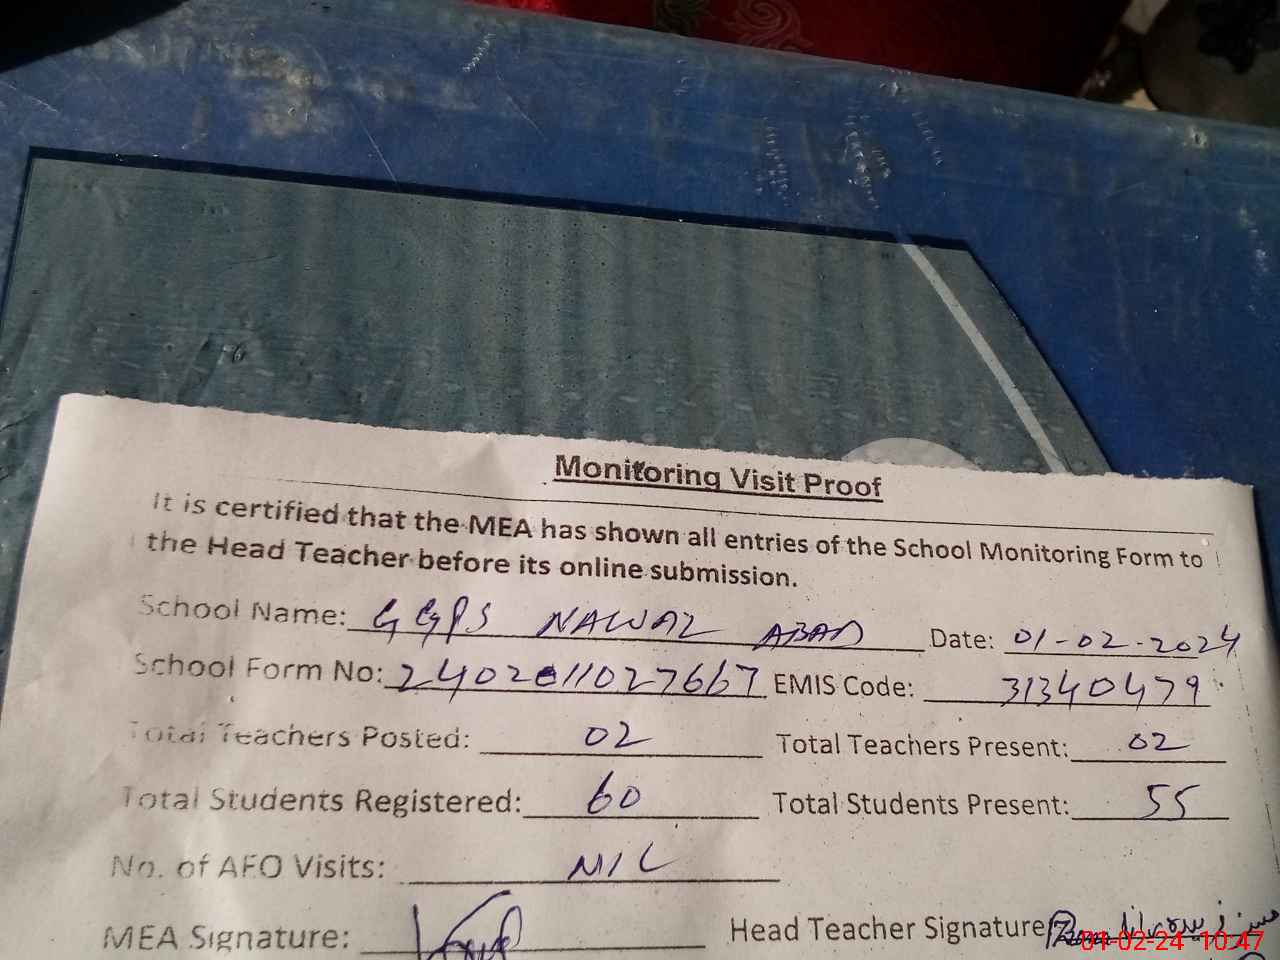 Monitoring Visit Proof
It is certified that the MEA has shown all entries of the School Monitoring Form to
the Head Teacher before its online submission.
School Name: GGPS NAWAZ ABAD Date: 01-02-2024
School Form No: 2402011027667 EMIS Code: 31340479
Total Teachers Posted: 02 Total Teachers Present: 02
Total Students Registered: 60 Total Students Present: 55
No. of AEO Visits: NIL
MEA Signature: Head Teacher Signature
01-02-24 10:47